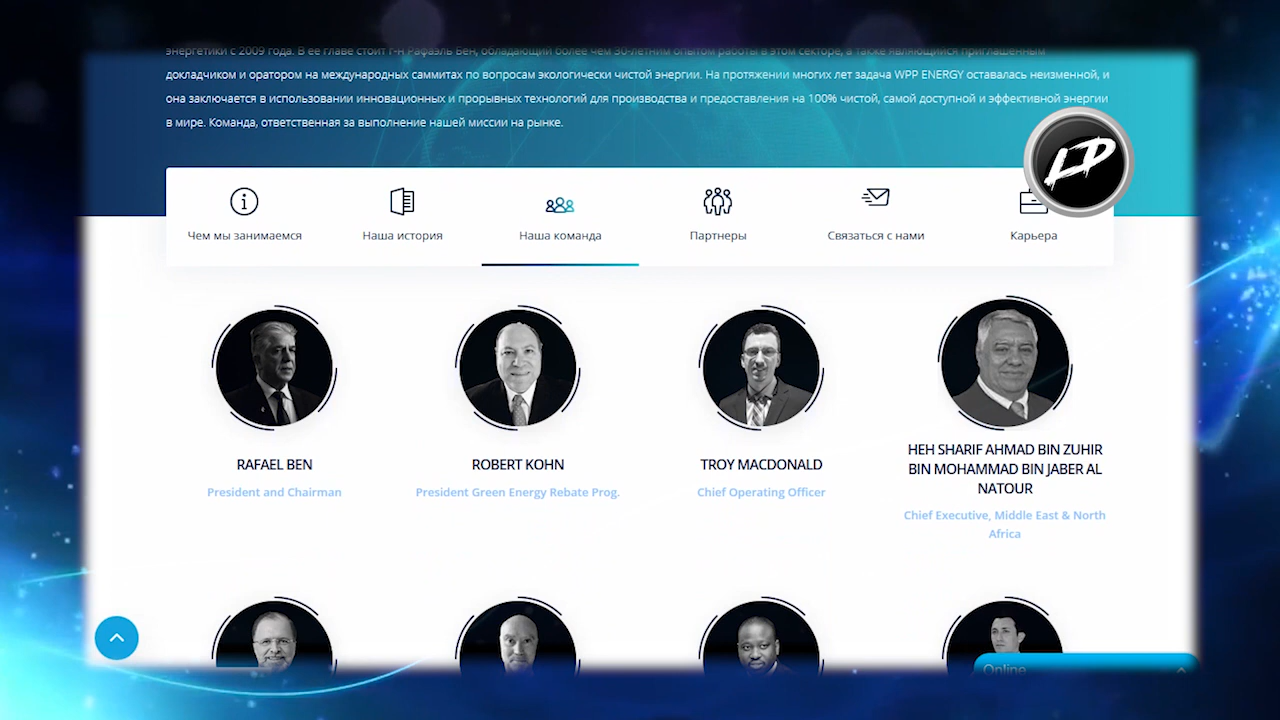 энергетики с 2009 года. В ее главе стоит г-н Рафаэль Бен, обладающий более чем 30-летним опытом работы в этом секторе, а также являющийся приглашенным
докладчиком и оратором на международных саммитах по вопросам экологически чистой энергии. На протяжении многих лет задача WPP ENERGY оставалась неизменной, и
она заключается в использовании инновационных и прорывных технологий для производства и предоставления на 100% чистой, самой доступной и эффективной энергии
в мире. Команда, ответственная за выполнение нашей миссии на рынке.
LP
Чем мы занимаемся
Наша история
Наша команда
Партнеры
Связаться с нами
Карьера
RAFAEL BEN
President and Chairman
ROBERT KOHN
President Green Energy Rebate Prog.
TROY MACDONALD
Chief Operating Officer
HEH SHARIF AHMAD BIN ZUHIR
BIN MOHAMMAD BIN JABER AL
NATOUR
Chief Executive, Middle East & North
Africa
Online